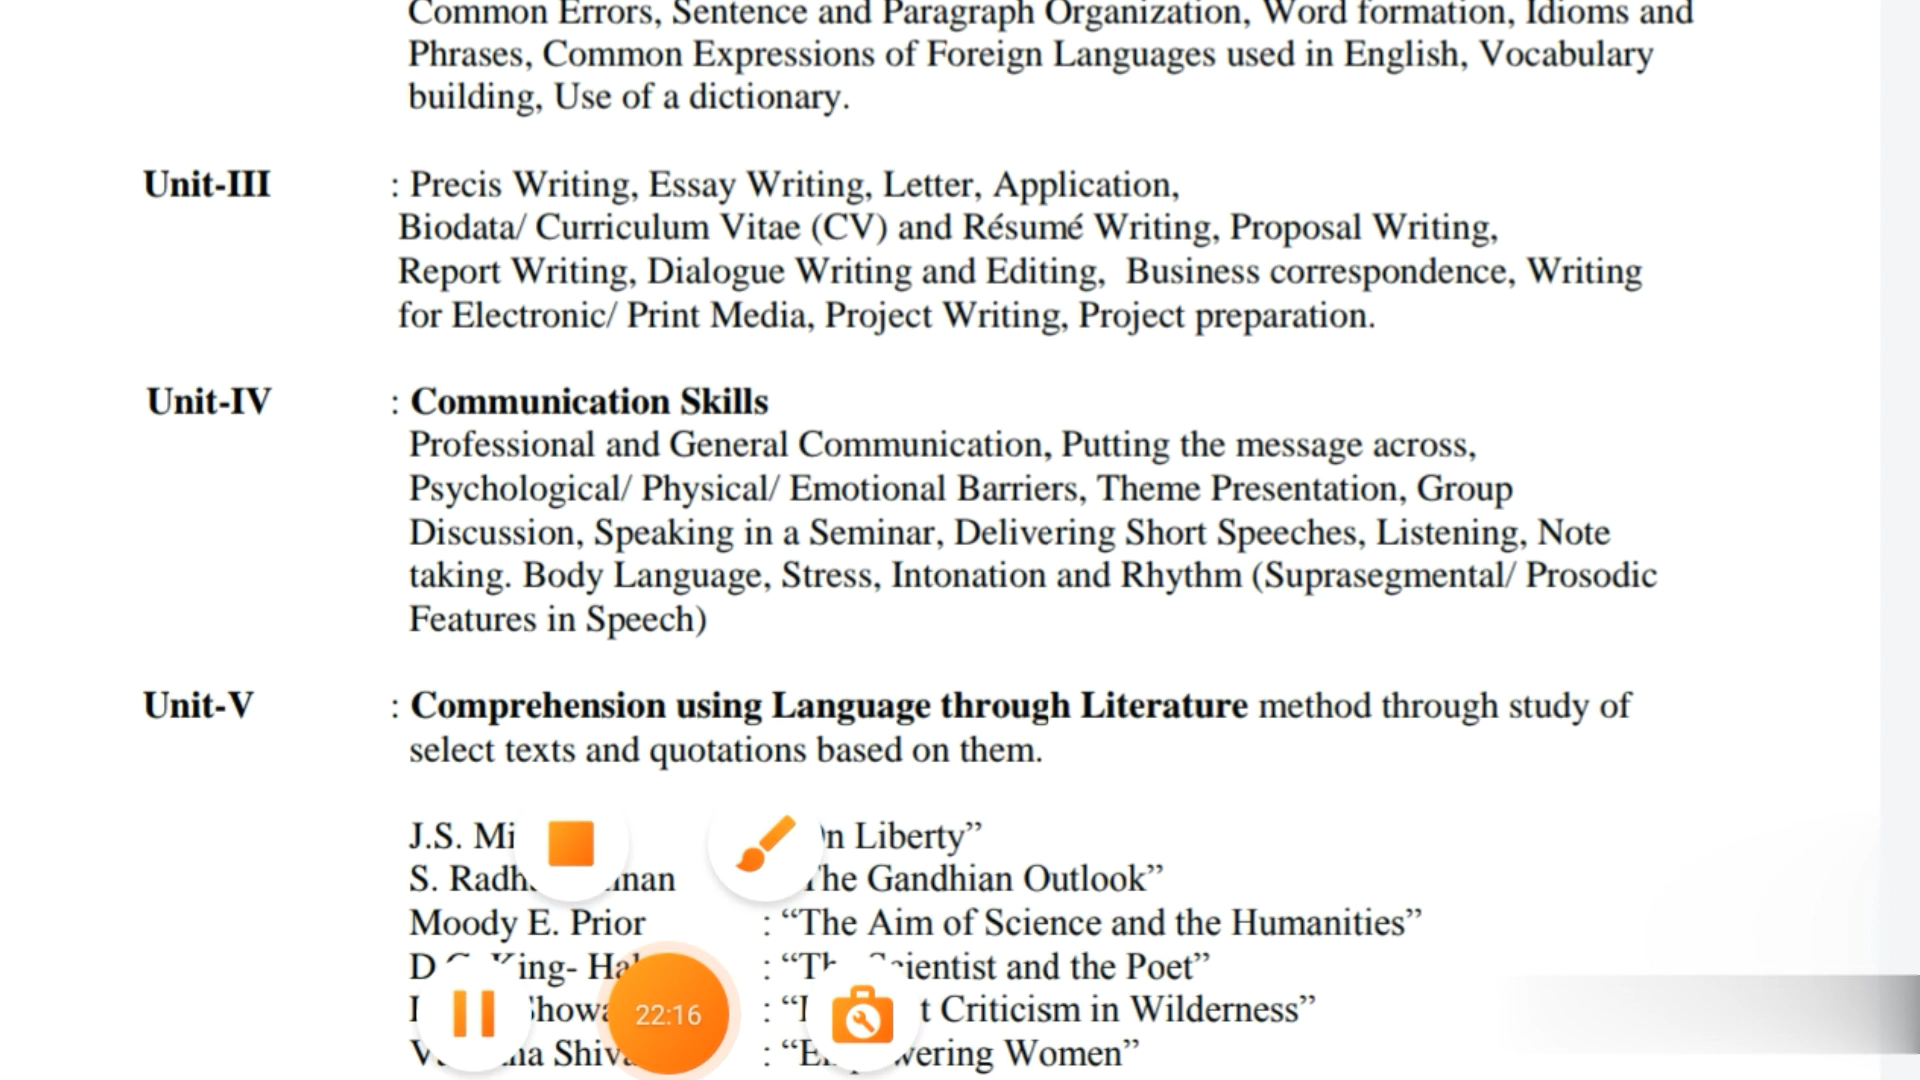 Common Errors, Sentence and Paragraph Organization, Word formation, Idioms and
Phrases, Common Expressions of Foreign Languages used in English, Vocabulary
building, Use of a dictionary.
Unit-III : Precis Writing, Essay Writing, Letter, Application,
Biodata/ Curriculum Vitae (CV) and Résumé Writing, Proposal Writing,
Report Writing, Dialogue Writing and Editing, Business correspondence, Writing
for Electronic/ Print Media, Project Writing, Project preparation.
Unit-IV : Communication Skills
Professional and General Communication, Putting the message across,
Psychological/ Physical/ Emotional Barriers, Theme Presentation, Group
Discussion, Speaking in a Seminar, Delivering Short Speeches, Listening, Note
taking. Body Language, Stress, Intonation and Rhythm (Suprasegmental/ Prosodic
Features in Speech)
Unit-V : Comprehension using Language through Literature method through study of
select texts and quotations based on them.
J.S. Liberty”
S. The Gandhian Outlook”
Moody E. Prior : “The Aim of Science and the Humanities”
and the Poet”
22:16 Criticism in Wilderness”
: Women”